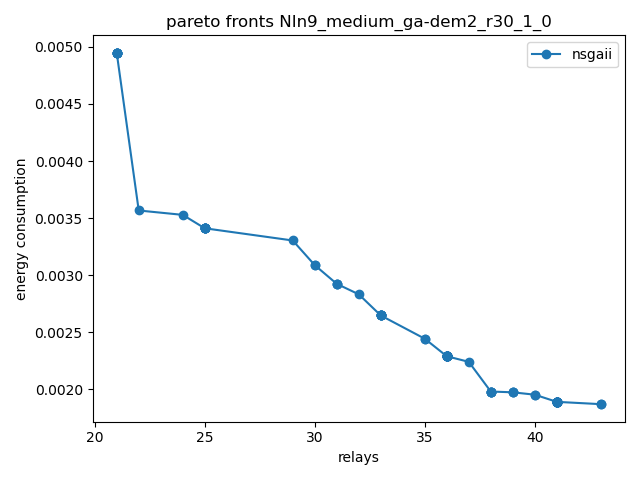 pareto fronts NIn9_medium_ga-dem2_r30_1_0
nsgaii
0.0050
0.0045
0.0040
0.0035
0.0030
0.0025
0.0020
energy consumption
20 25 30 35 40
relays